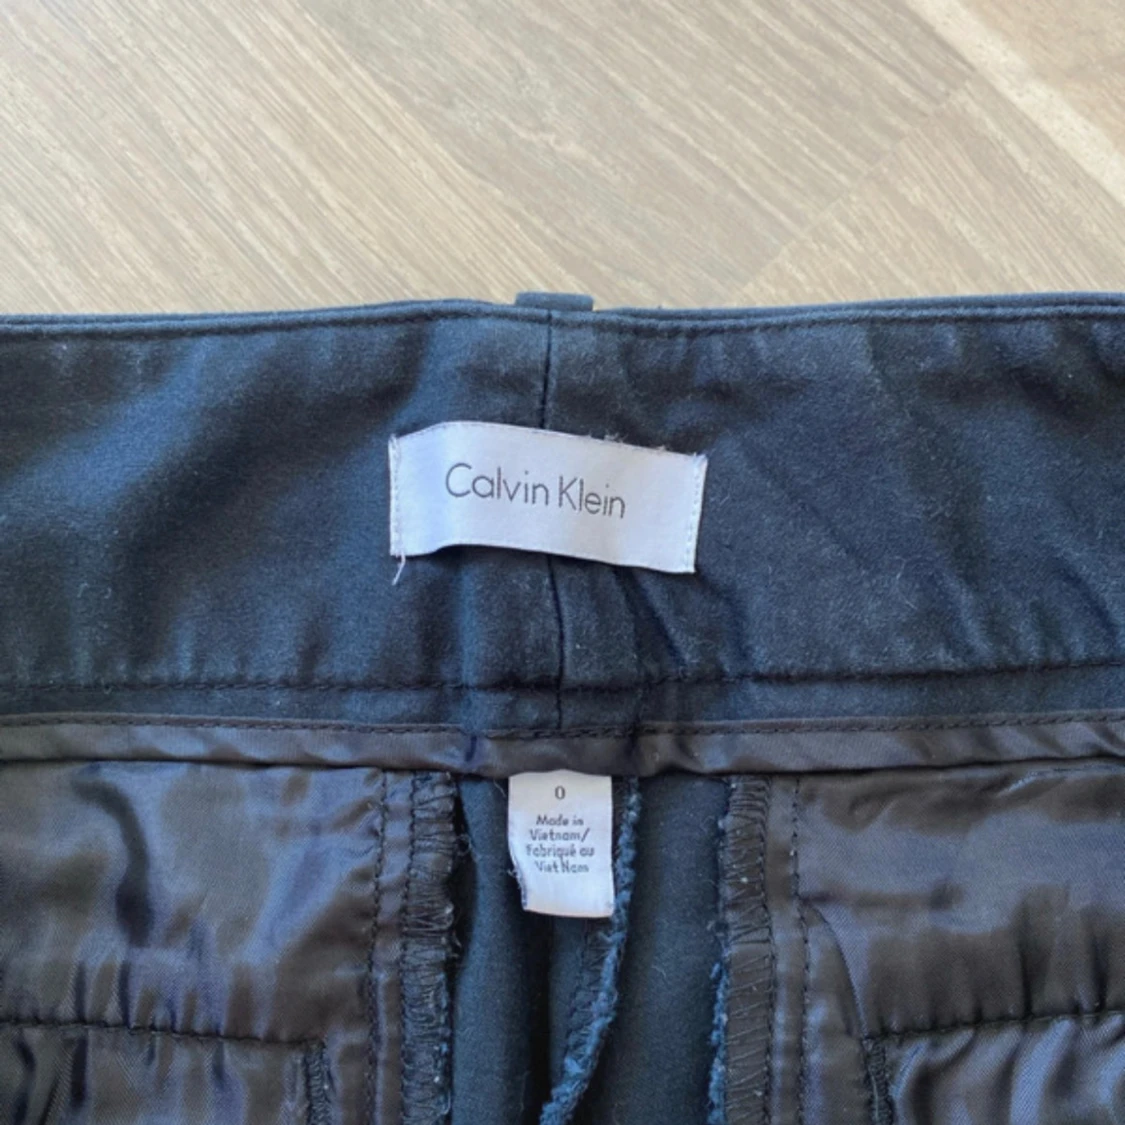 Calvin Klein
0
Made in
Vietnam/
Fabriqué au
Viet Nam